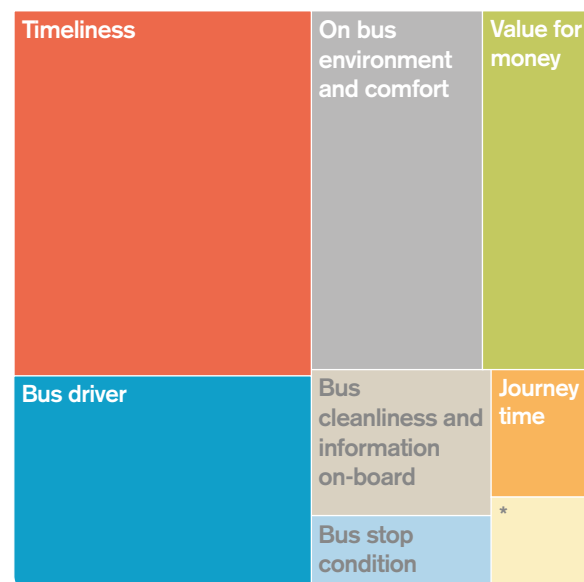 Timeliness
On bus
environment
and comfort
Value for
money
Bus driver
Bus
cleanliness and
information
on-board
Journey
time
*
Bus stop
condition